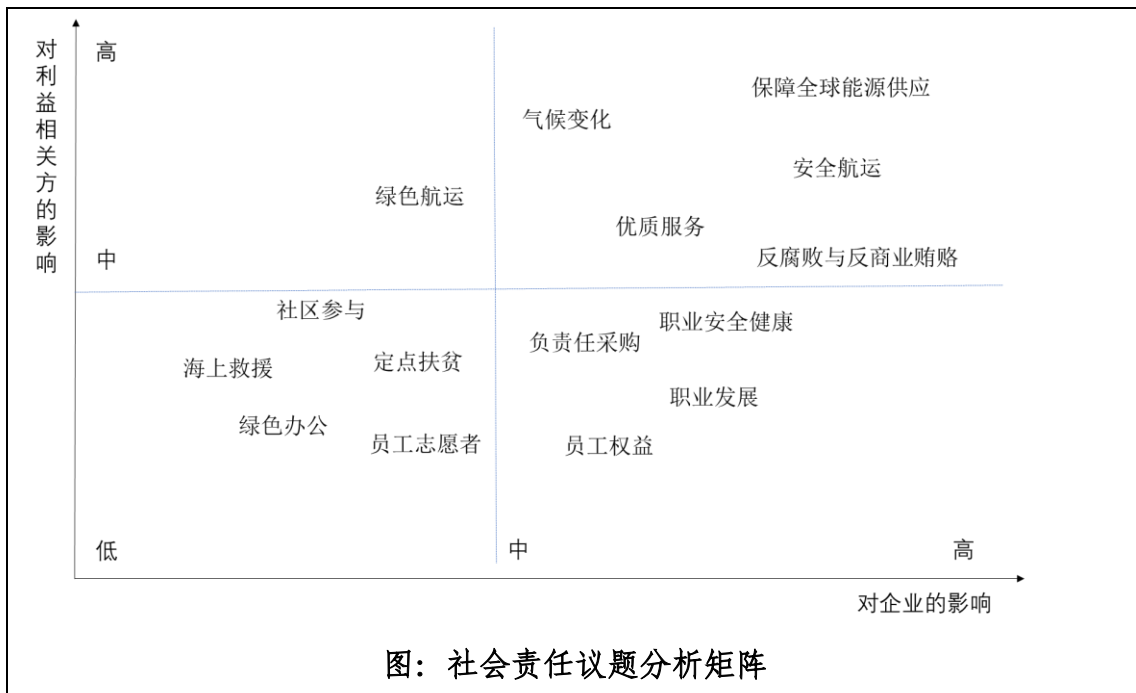 对利益相关方的影响
高
保障全球能源供应
气候变化
安全航运
绿色航运
优质服务
中
反腐败与反商业贿赂
社区参与
职业安全健康
负责任采购
海上救援
定点扶贫
职业发展
绿色办公
员工志愿者
员工权益
低
中
高
对企业的影响
图：社会责任议题分析矩阵